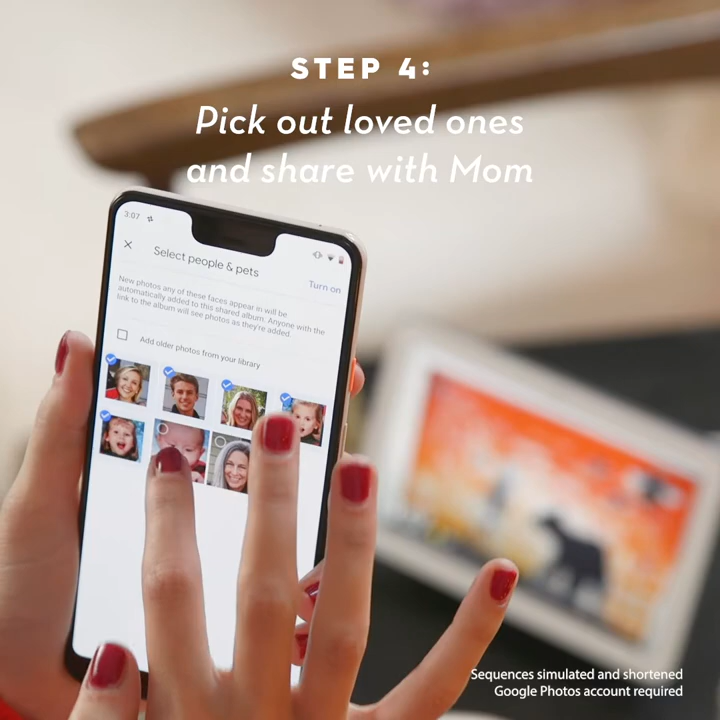 STEP 4:
Pick out loved ones
and share with Mom
3:07
Select people & pets
Turn on
New photos any of these faces appear in will be
automatically added to this shared album. Anyone with the
link to the album will see photos as they're added.
Add older photos from your library
Sequences simulated and shortened
Google Photos account required